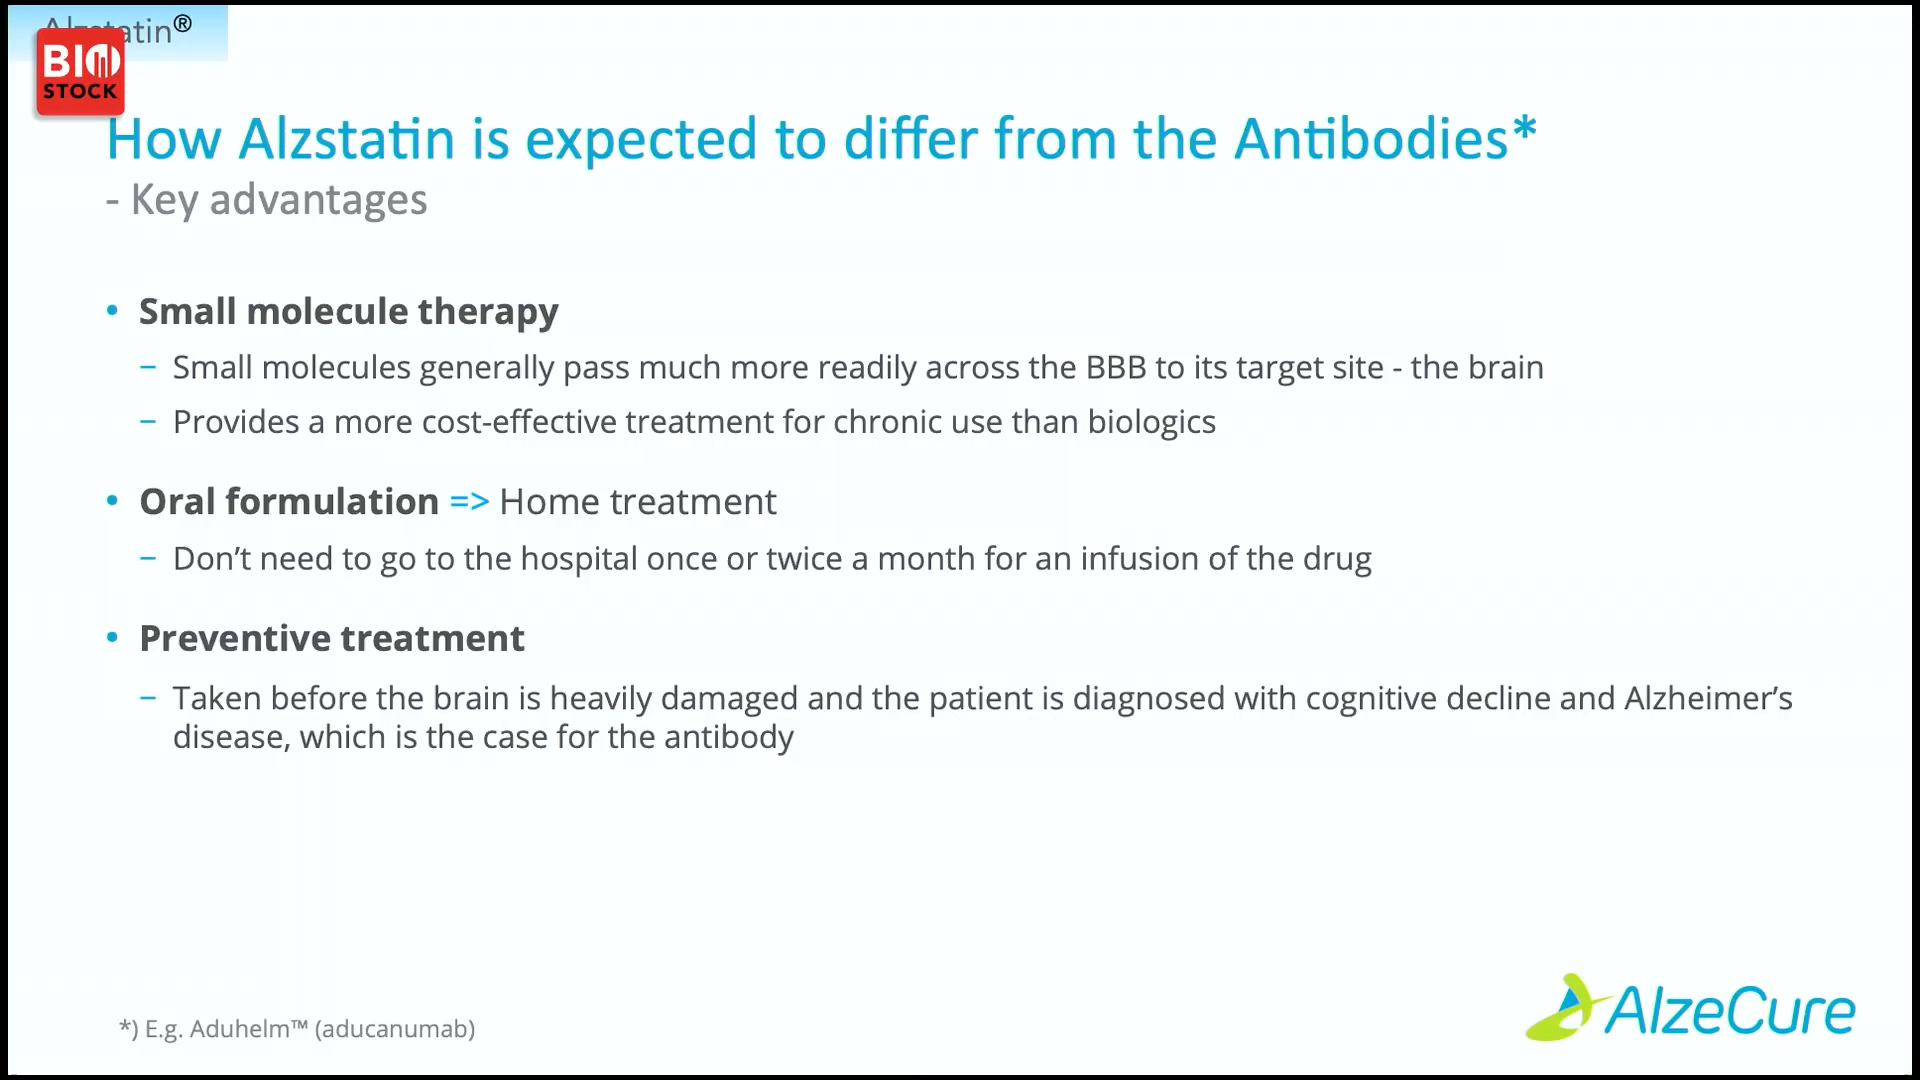 atin®
BIO
STOCK
How Alzstatin is expected to differ from the Antibodies*
- Key advantages
• Small molecule therapy
– Small molecules generally pass much more readily across the BBB to its target site - the brain
– Provides a more cost-effective treatment for chronic use than biologics
• Oral formulation => Home treatment
– Don’t need to go to the hospital once or twice a month for an infusion of the drug
• Preventive treatment
– Taken before the brain is heavily damaged and the patient is diagnosed with cognitive decline and Alzheimer’s
disease, which is the case for the antibody
*) E.g. Aduhelm™ (aducanumab)
AlzeCure